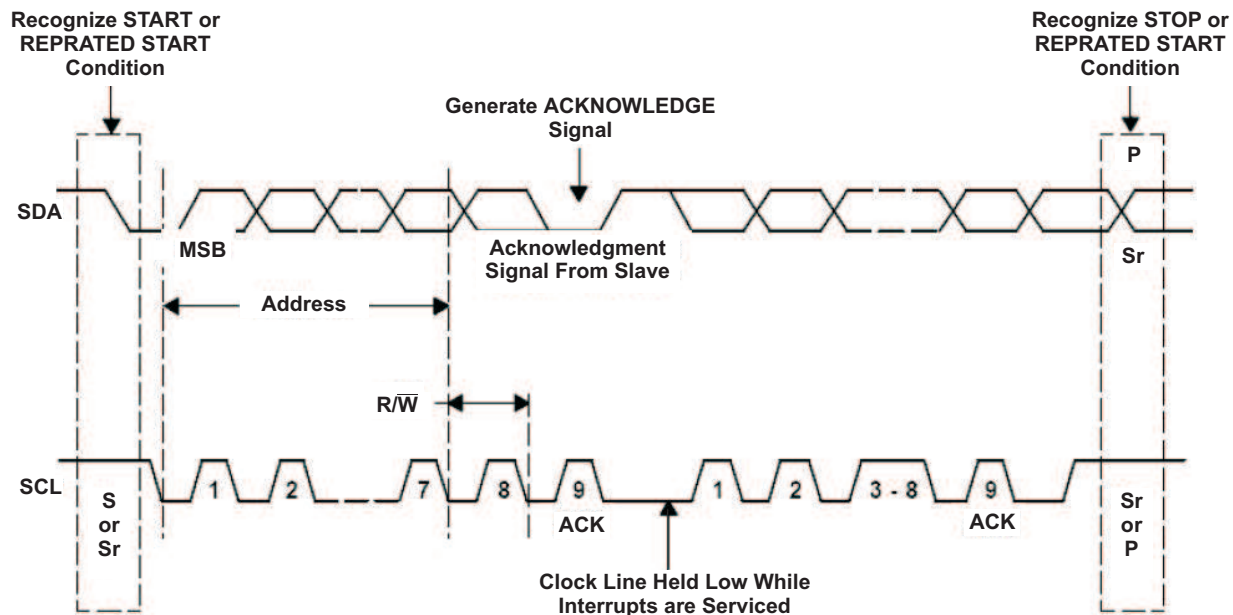 Recognize START or
REPRATED START
Condition
Recognize STOP or
REPRATED START
Condition
Generate ACKNOWLEDGE
Signal
P
SDA
MSB
Acknowledgment
Signal From Slave
Sr
Address
R/W̅
SCL
S
or
Sr
1
2
7
8
9
ACK
1
2
3 - 8
9
ACK
Sr
or
P
Clock Line Held Low While
Interrupts are Serviced